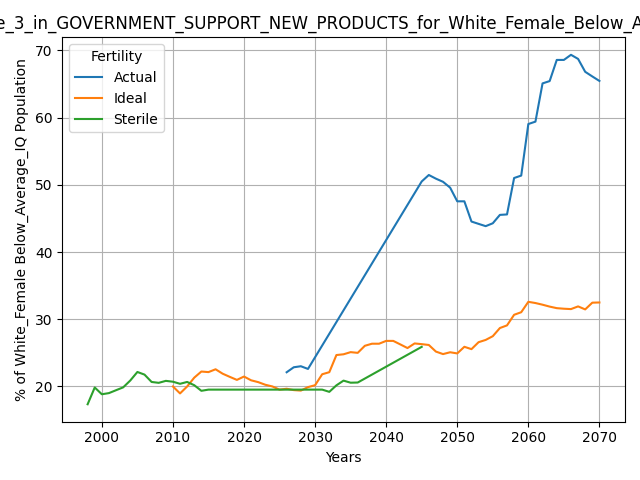 e_3_in_GOVERNMENT_SUPPORT_NEW_PRODUCTS_for_White_Female_Below_A
Fertility
Actual
Ideal
Sterile
% of White_Female Below_Average_IQ Population
70
60
50
40
30
20
2000
2010
2020
2030
2040
2050
2060
2070
Years